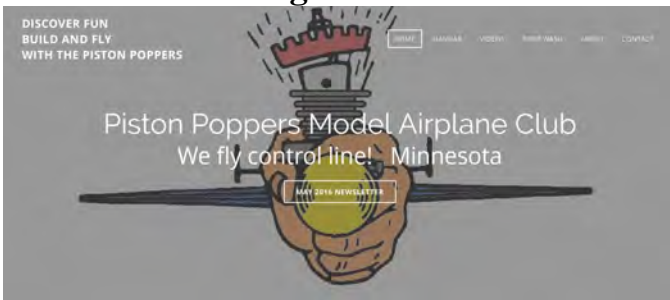 DISCOVER FUN
BUILD AND FLY
WITH THE PISTON POPPERS
HOME HANGAR VIDEOS ABOUT CONTACT
Piston Poppers Model Airplane Club
We fly control line! Minnesota
MAY 2016 NEWSLETTER